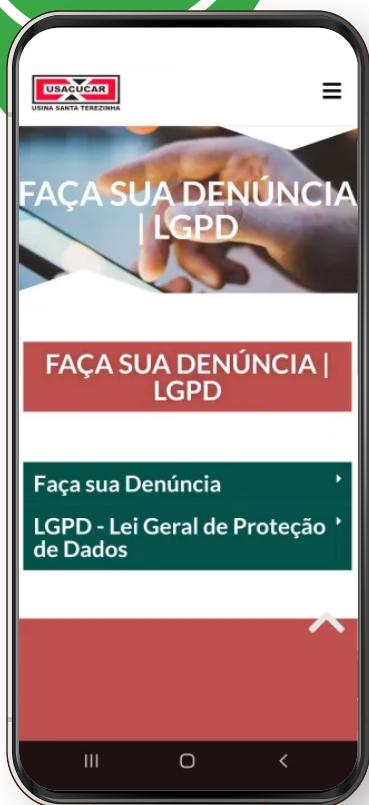 USACUCAR
USINA SANTA TEREZINHA
FAÇA SUA DENÚNCIA
| LGPD
FAÇA SUA DENÚNCIA |
LGPD
Faça sua Denúncia
LGPD - Lei Geral de Proteção
de Dados